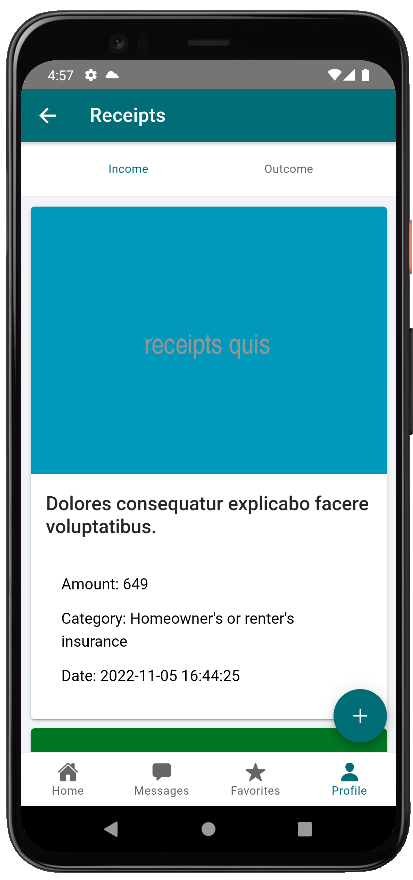 4:57
Receipts
Income
Outcome
receipts quis
Dolores consequatur explicabo facere
voluptatibus.
Amount: 649
Category: Homeowner's or renter's
insurance
Date: 2022-11-05 16:44:25
+
Home
Messages
Favorites
Profile